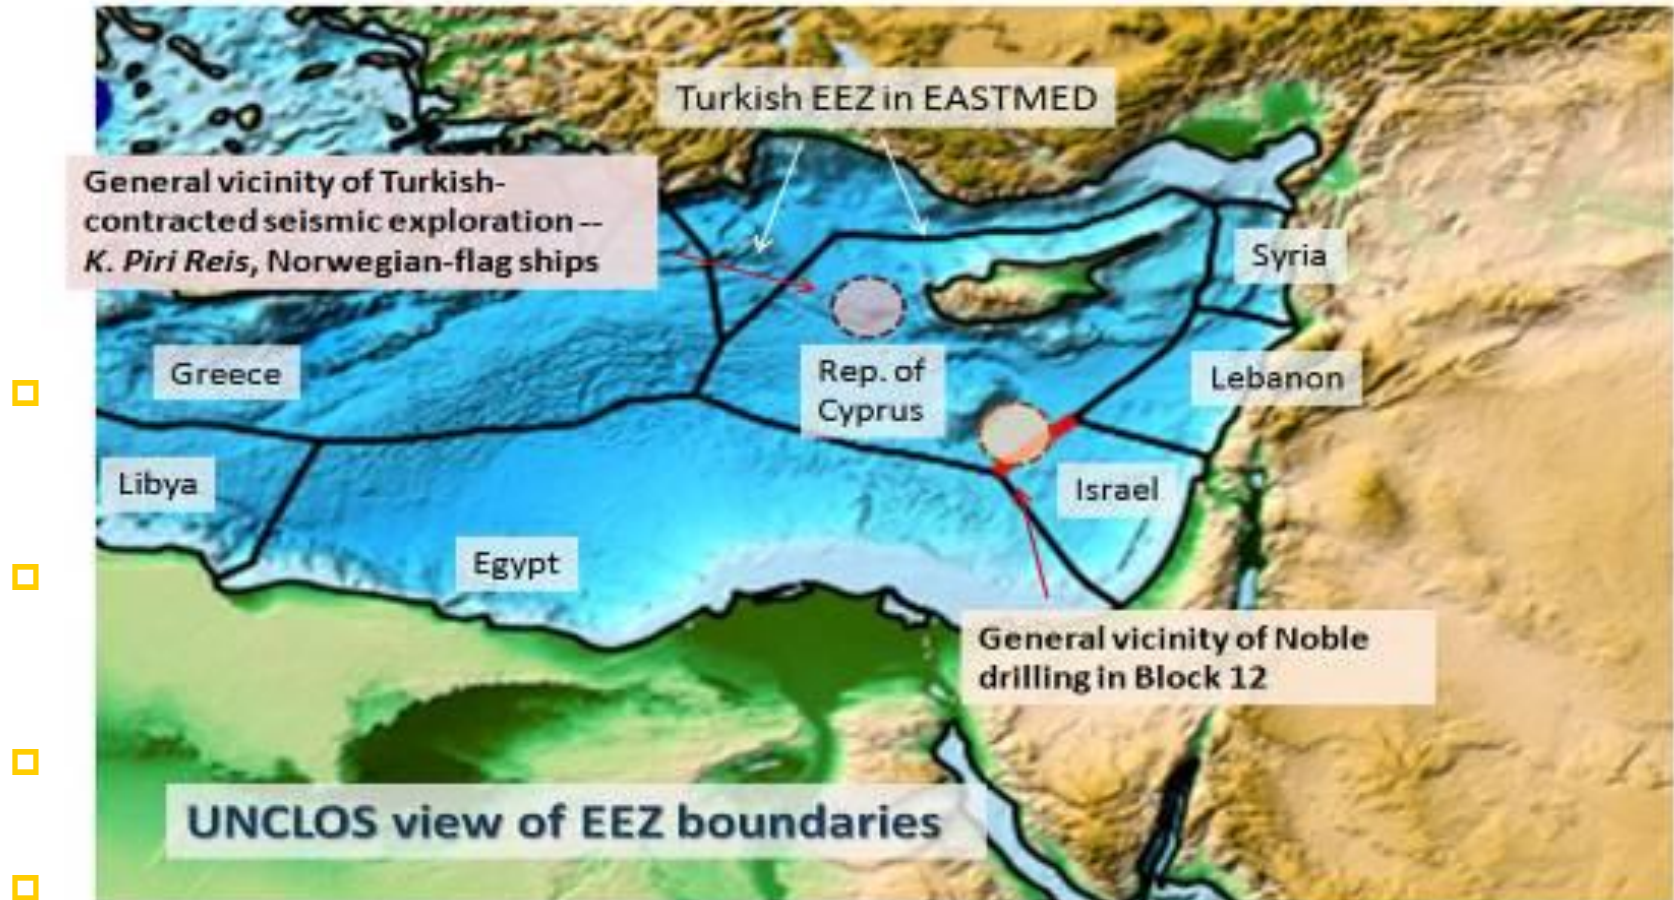 Turkish EEZ in EASTMED
General vicinity of Turkish-
contracted seismic exploration --
K. Piri Reis, Norwegian-flag ships
Syria
Greece
Rep. of
Cyprus
Lebanon
Libya
Israel
Egypt
General vicinity of Noble
drilling in Block 12
UNCLOS view of EEZ boundaries